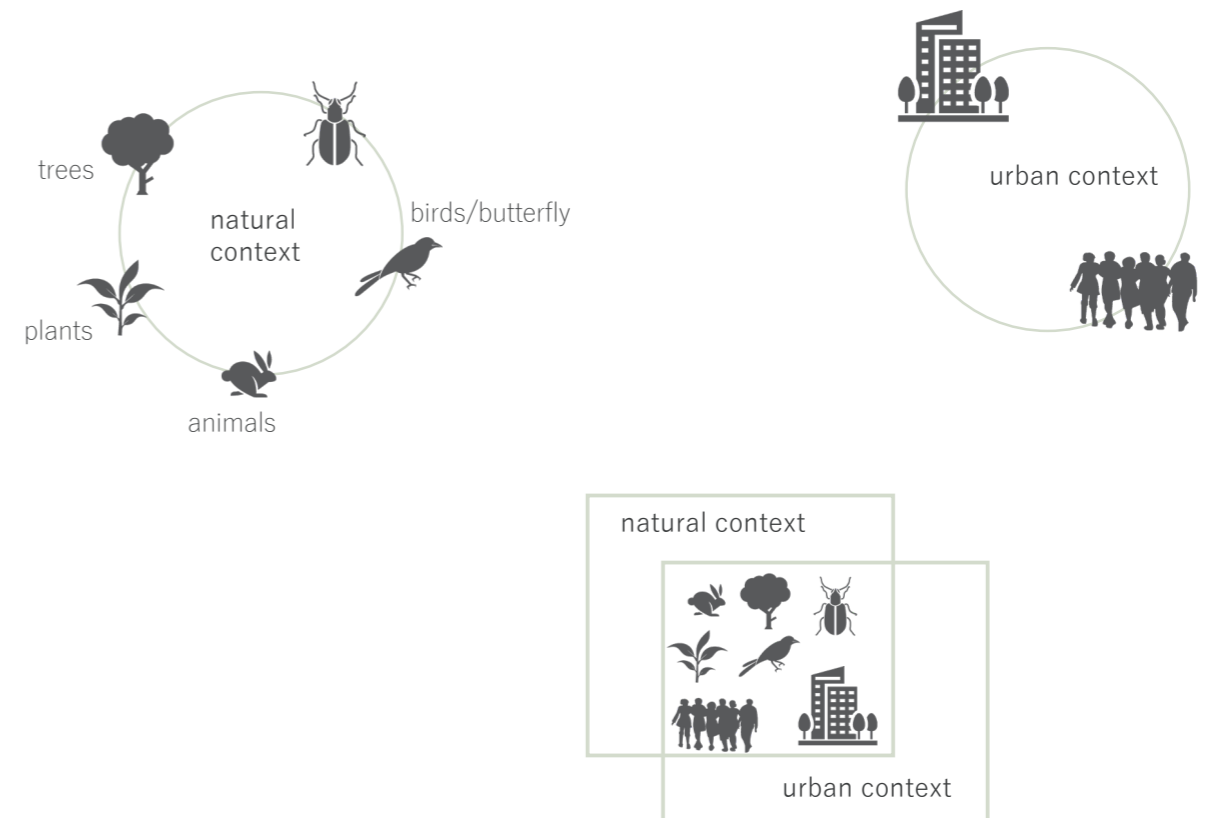 trees
natural
context
birds/butterfly
plants
animals
urban context
natural context
urban context